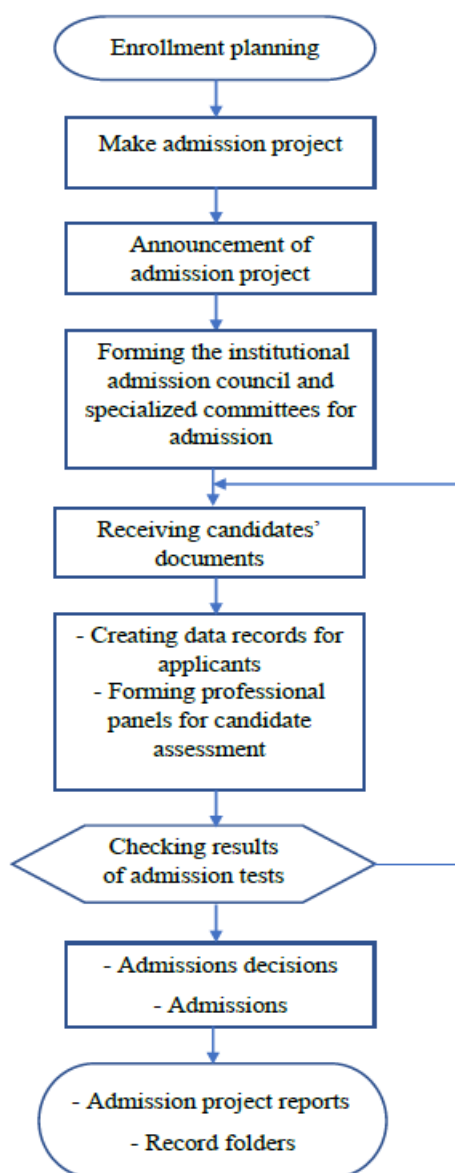 Enrollment planning
Make admission project
Announcement of
admission project
Forming the institutional
admission council and
specialized committees for
admission
Receiving candidates’
documents
- Creating data records for
applicants
- Forming professional
panels for candidate
assessment
Checking results
of admission tests
- Admissions decisions
- Admissions
- Admission project reports
- Record folders